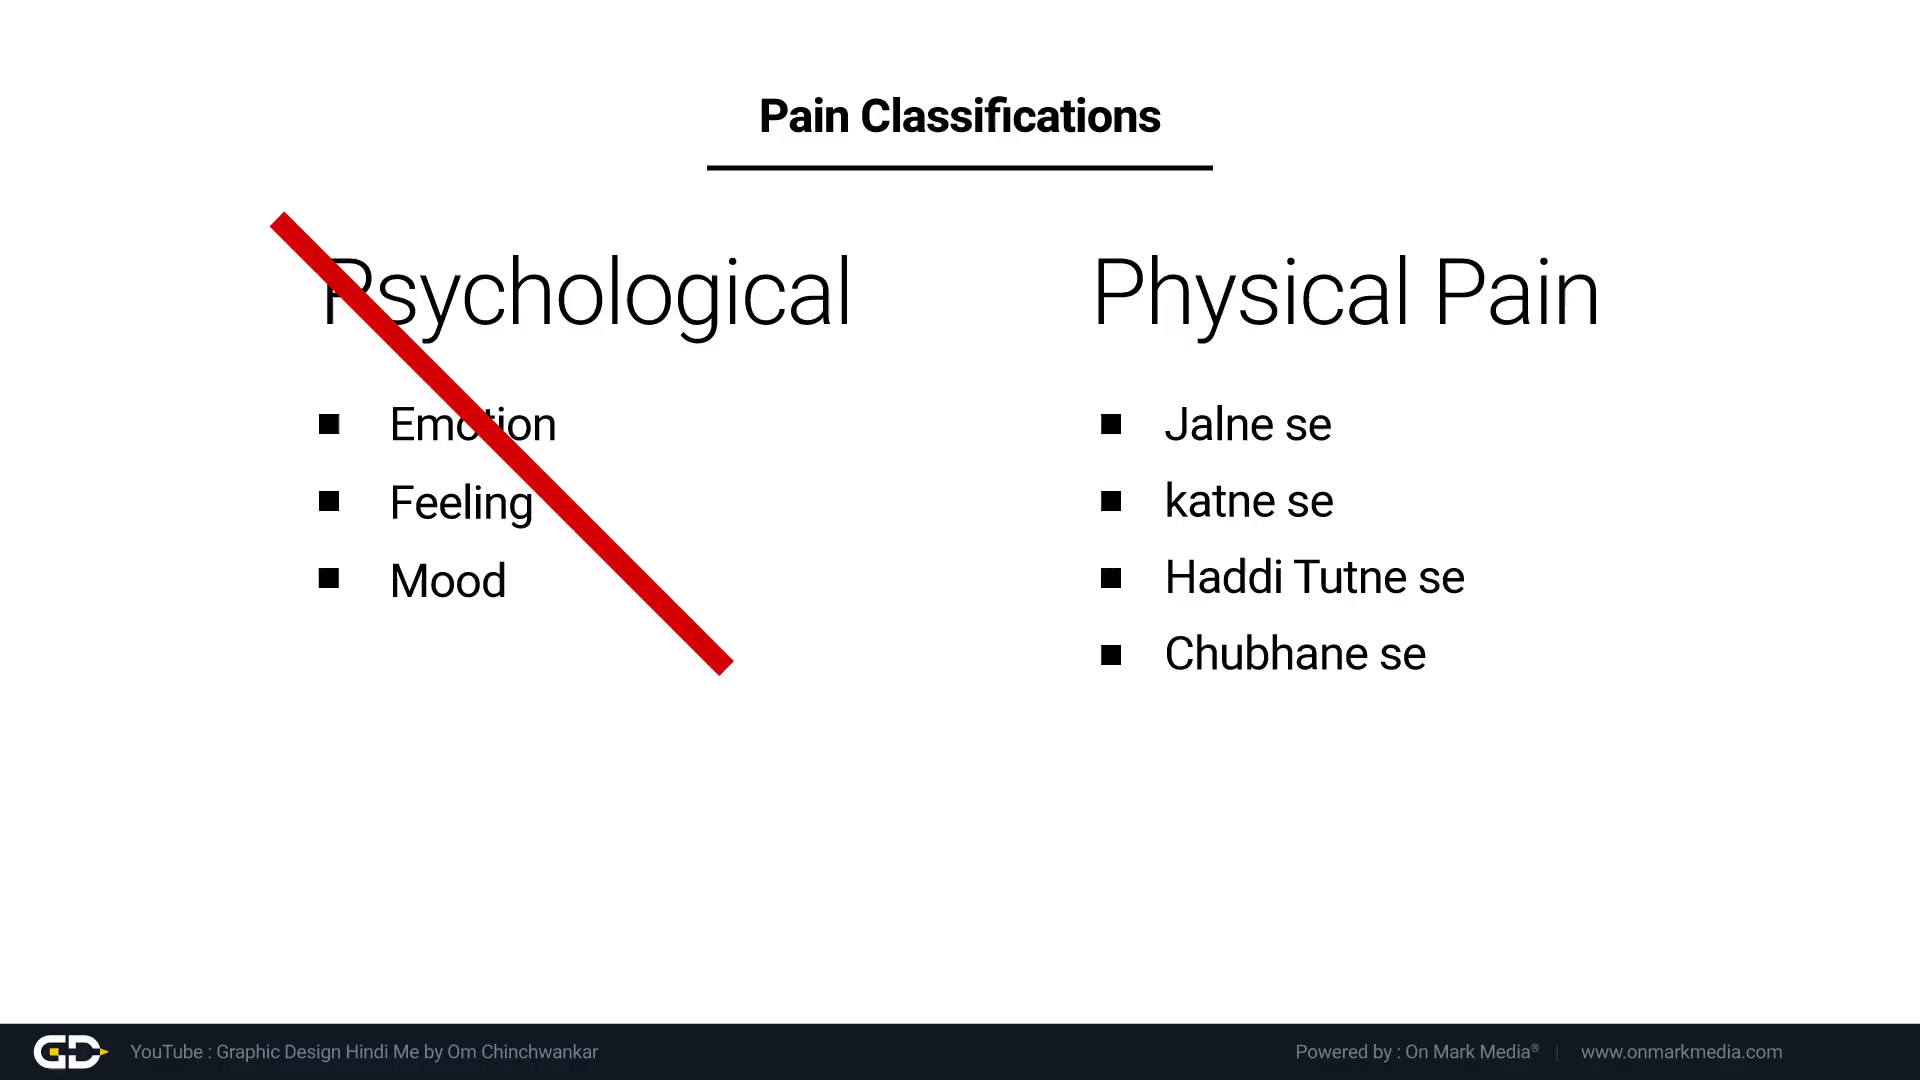 Pain Classifications
Psychological
Emotion
Feeling
Mood
Physical Pain
Jalne se
katne se
Haddi Tutne se
Chubhane se
GD
YouTube : Graphic Design Hindi Me by Om Chinchwankar
Powered by : On Mark Media® | www.onmarkmedia.com